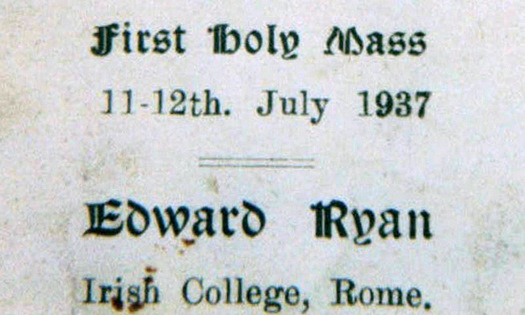 First Holy Mass
11-12th. July 1937
Edward Ryan
Irish College, Rome.